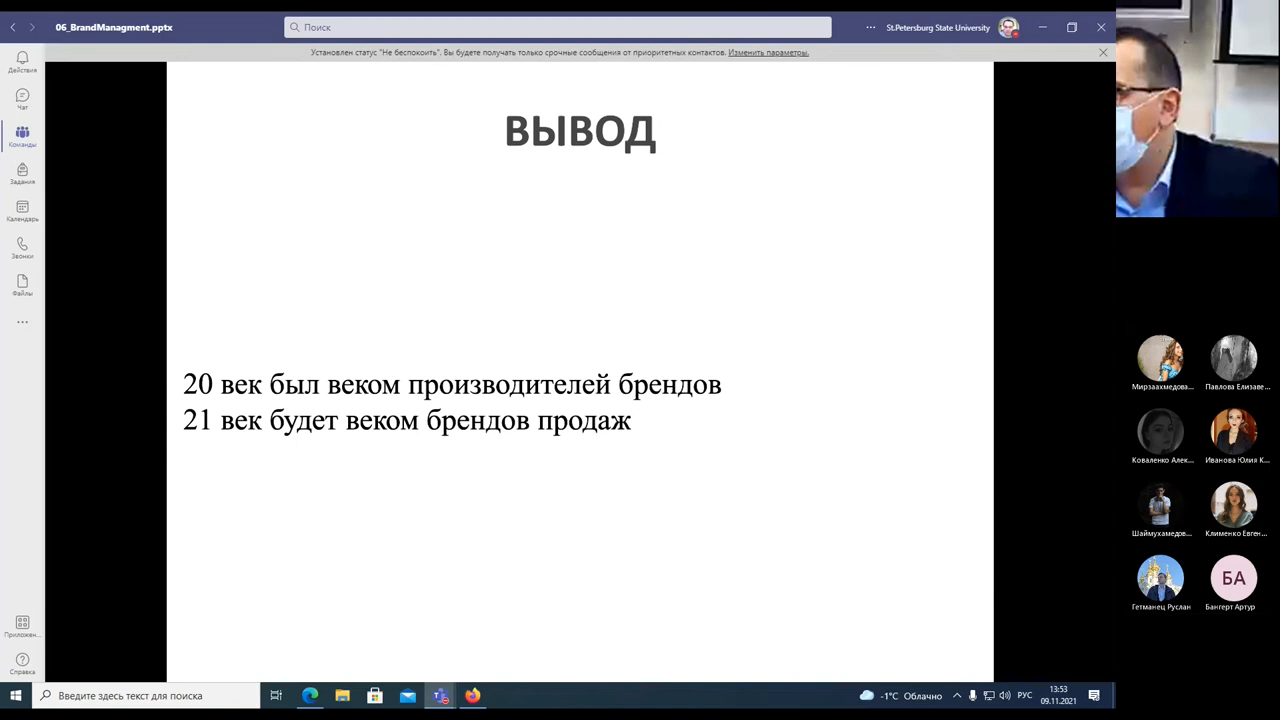 06_BrandManagment.pptx
Поиск
St.Petersburg State University
Установлен статус "Не беспокоить". Вы будете получать только срочные сообщения от приоритетных контактов. Изменить параметры.
Действия
Чат
Команды
Задания
Календарь
Звонки
Файлы
Приложен...
Справка
ВЫВОД
20 век был веком производителей брендов
21 век будет веком брендов продаж
Мирзаахмедова...
Павлова Елизаве...
Коваленко Алек...
Иванова Юлия К...
Шаймухамедов...
Клименко Евген...
Гетманец Руслан
БА
Бангерт Артур
Введите здесь текст для поиска
-1°C Облачно
РУС
13:53
09.11.2021